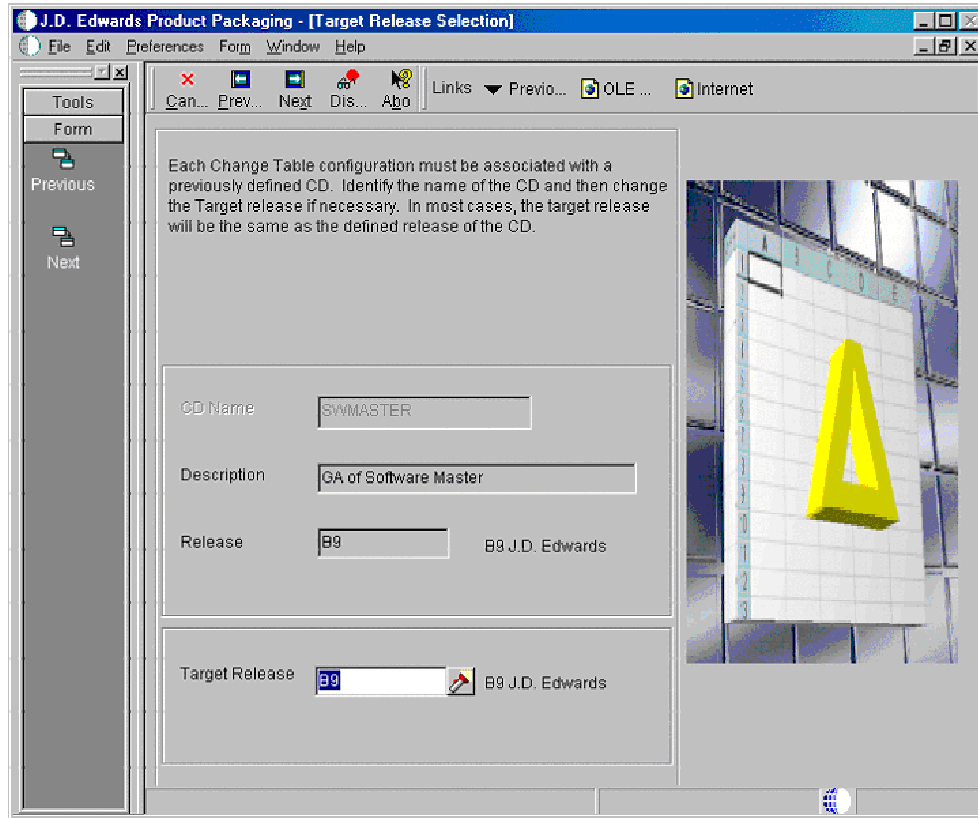 J.D. Edwards Product Packaging - [Target Release Selection]
File Edit Preferences Form Window Help
Can... Prev... Next Dis... Abo Links Previo... OLE ... Internet
Tools
Form
Previous
Next
Each Change Table configuration must be associated with a
previously defined CD. Identify the name of the CD and then change
the Target release if necessary. In most cases, the target release
will be the same as the defined release of the CD.
CD Name SWMASTER
Description GA of Software Master
Release B9 B9 J.D. Edwards
Target Release B9 B9 J.D. Edwards
A B C D E